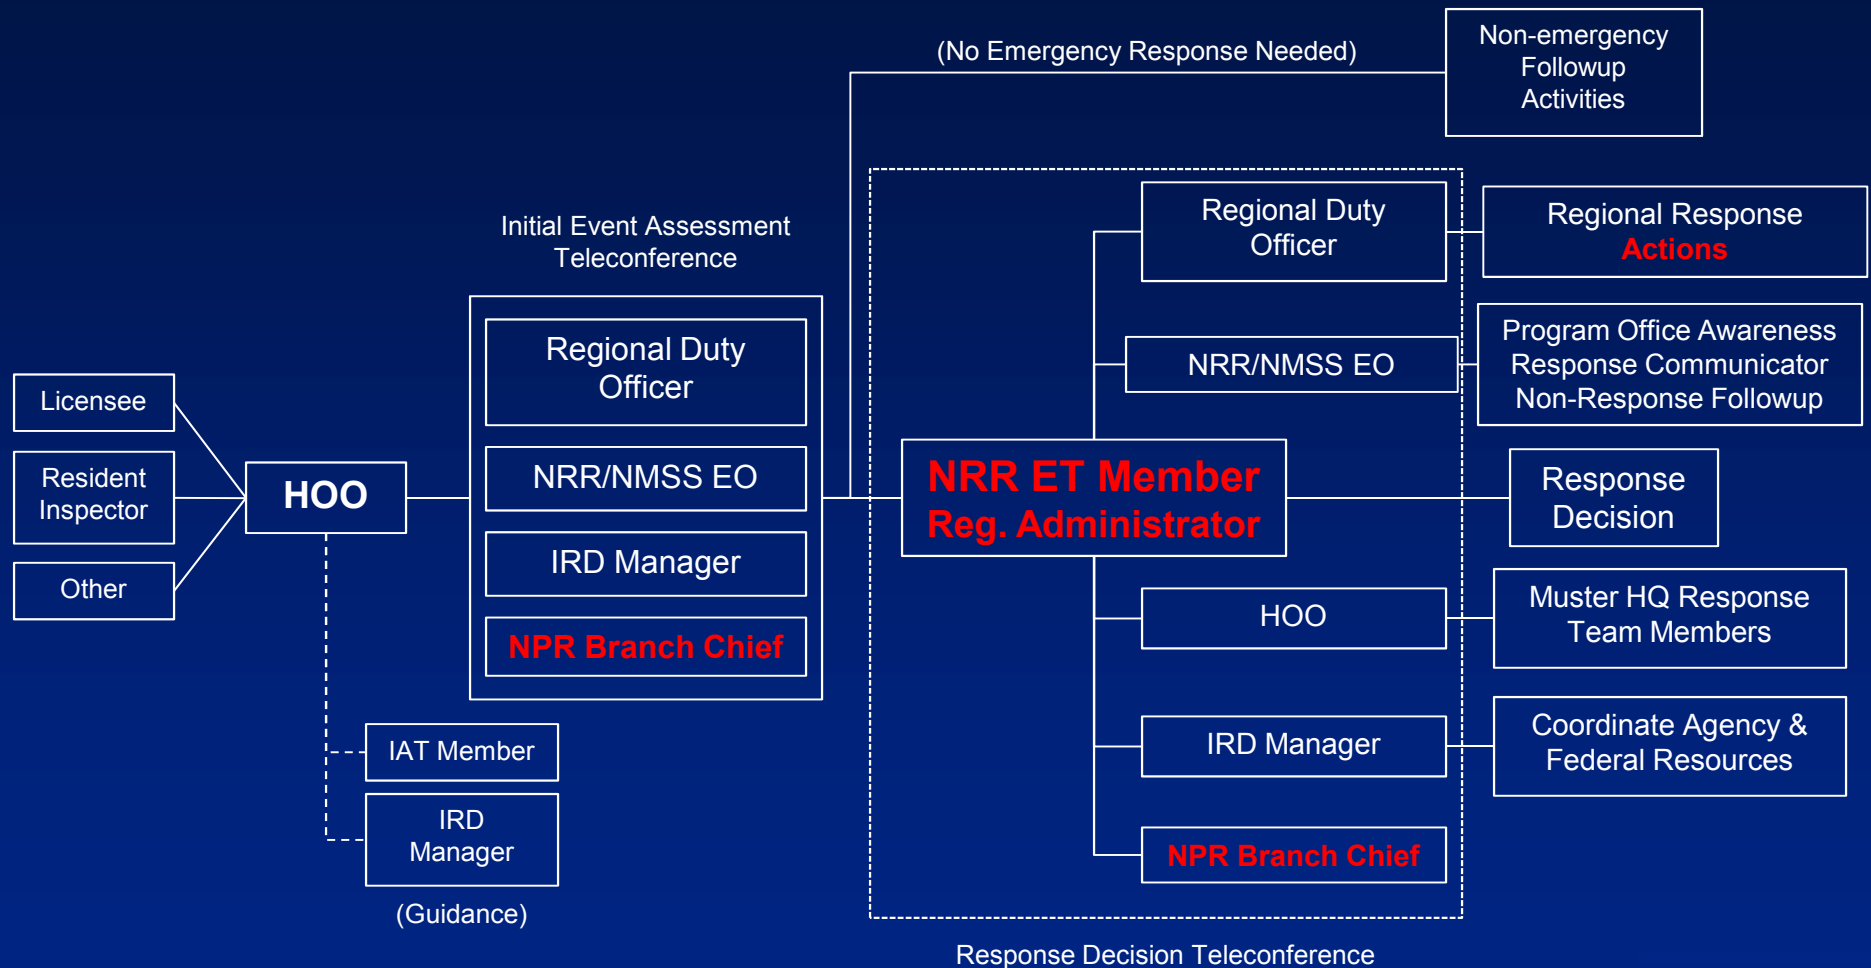 (No Emergency Response Needed)
Non-emergency
Followup
Activities
Initial Event Assessment
Teleconference
Licensee
Resident
Inspector
Other
HOO
IAT Member
IRD
Manager
(Guidance)
Regional Duty
Officer
NRR/NMSS EO
IRD Manager
NPR Branch Chief
NRR ET Member
Reg. Administrator
Regional Duty
Officer
NRR/NMSS EO
HOO
IRD Manager
NPR Branch Chief
Response Decision Teleconference
Regional Response
Actions
Program Office Awareness
Response Communicator
Non-Response Followup
Response
Decision
Muster HQ Response
Team Members
Coordinate Agency &
Federal Resources